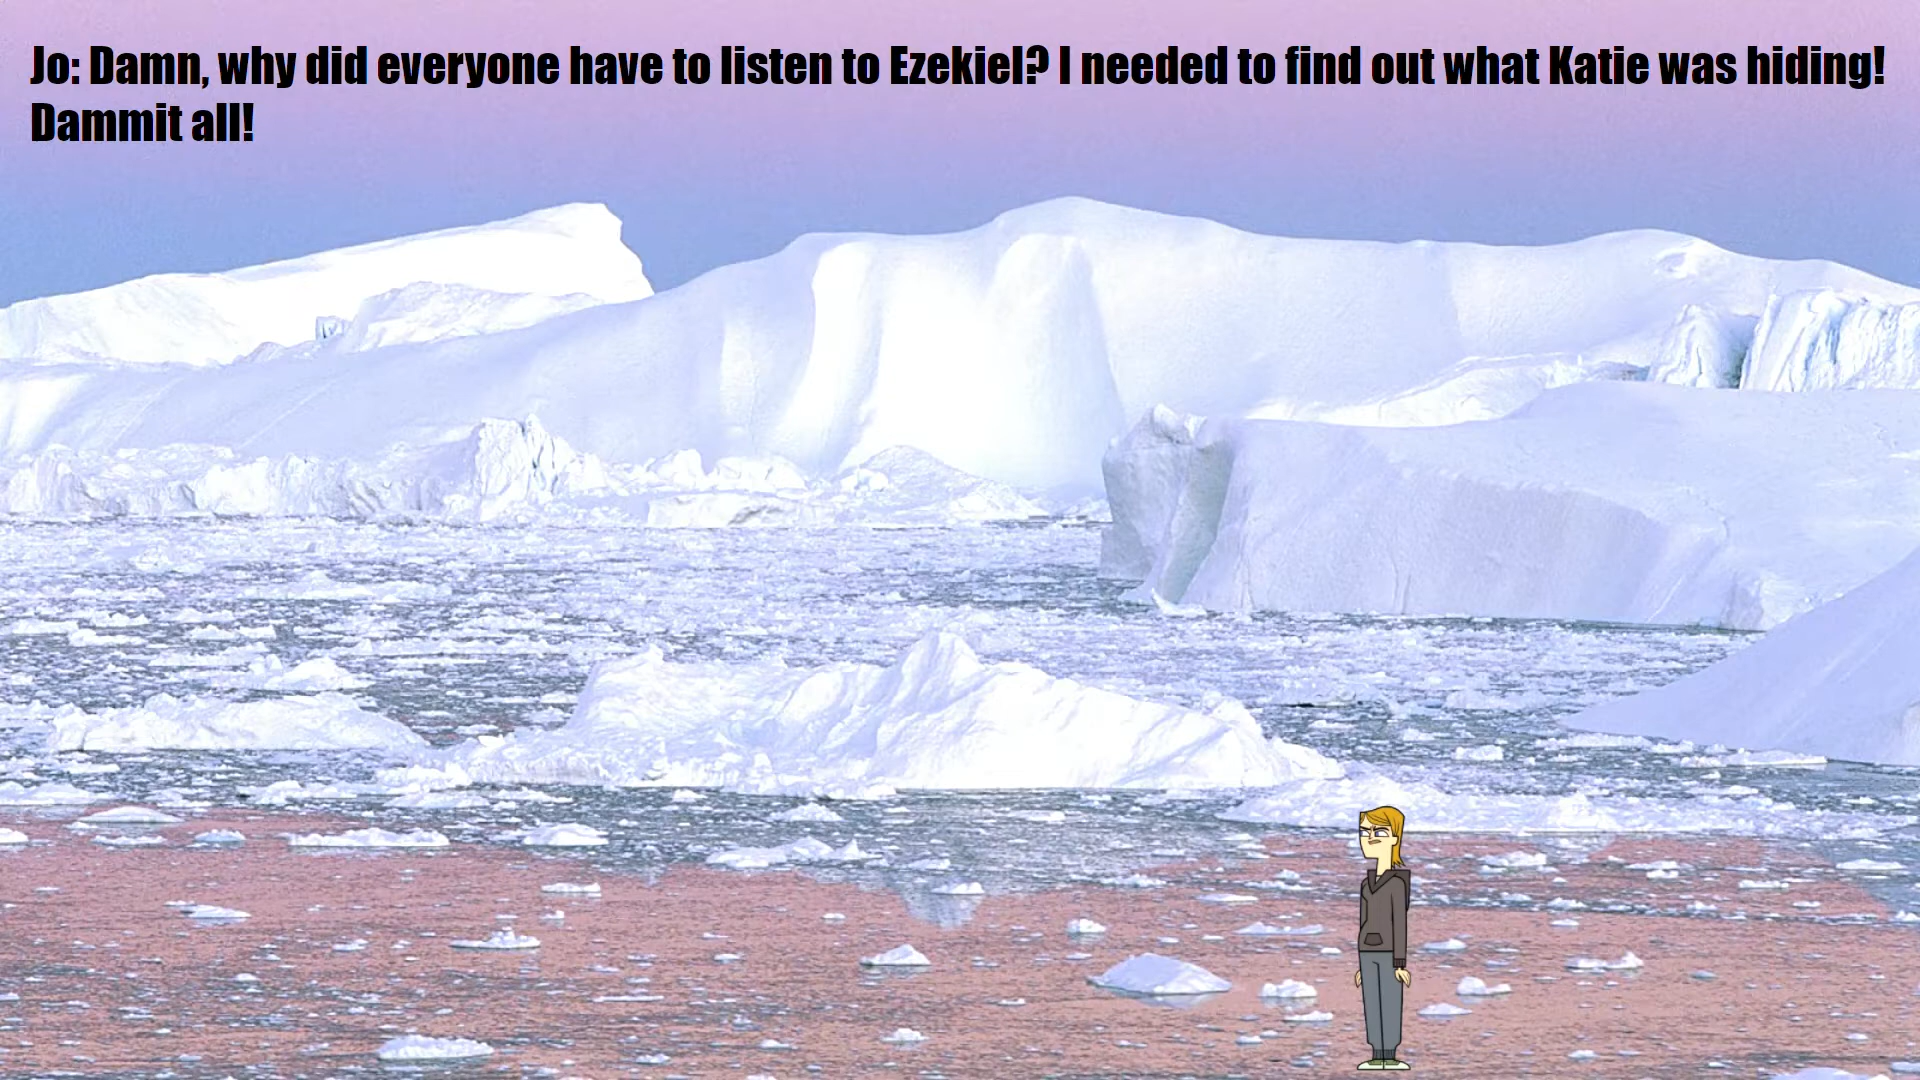 Jo: Damn, why did everyone have to listen to Ezekiel? I needed to find out what Katie was hiding!
Dammit all!